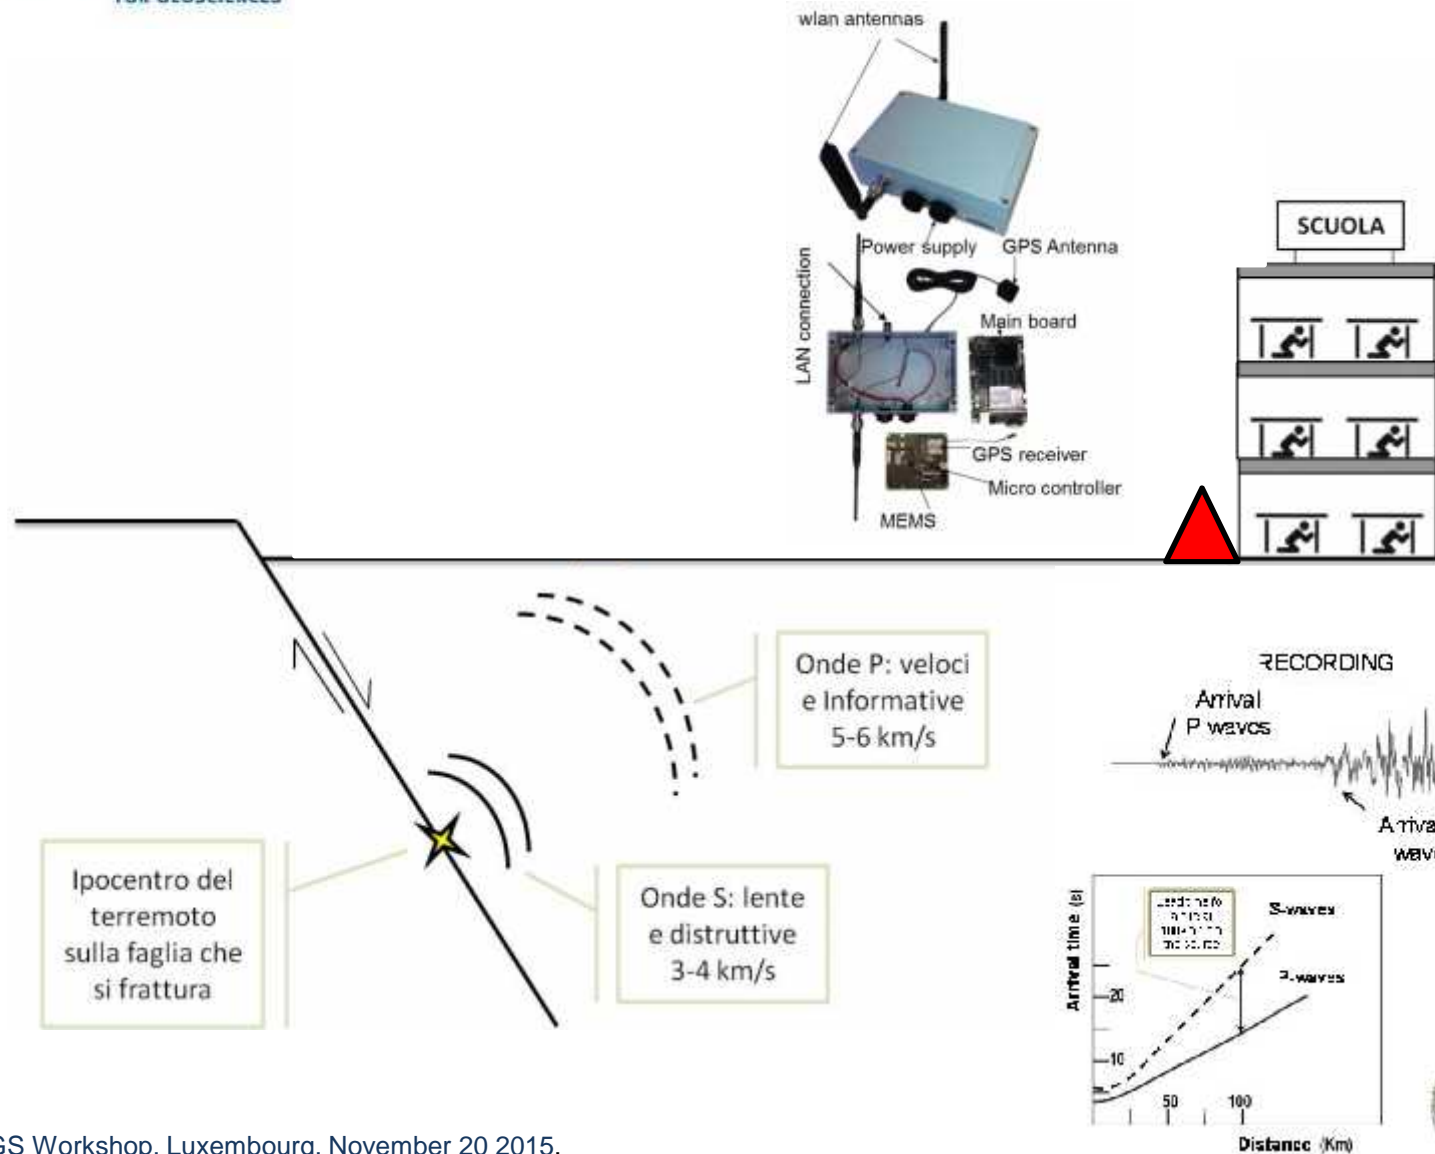 wlan antennas
Power supply
GPS Antenna
LAN connection
Main board
GPS receiver
Micro controller
MEMS
SCUOLA
Onde P: veloci
e Informative
5-6 km/s
Ipocentro del
terremoto
sulla faglia che
si frattura
Onde S: lente
e distruttive
3-4 km/s
RECORDING
Arrival
P waves
Arrival time (s)
S-waves
P-waves
20
10
50
100
Distance (Km)
GS Workshop, Luxembourg, November 20 2015.